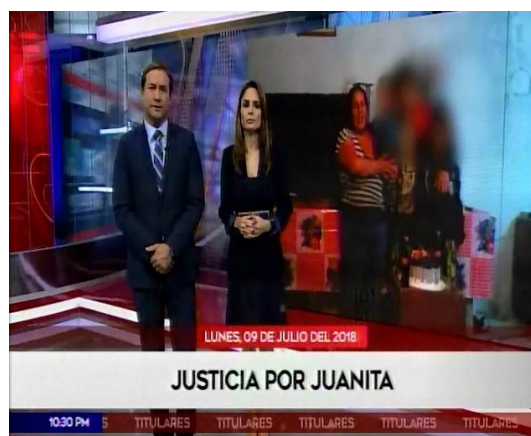 LUNES, 09 DE JULIO DEL 2018
JUSTICIA POR JUANITA
10:30 PM S TITULARES TITULARES TITULARES TITULARES TITULARES